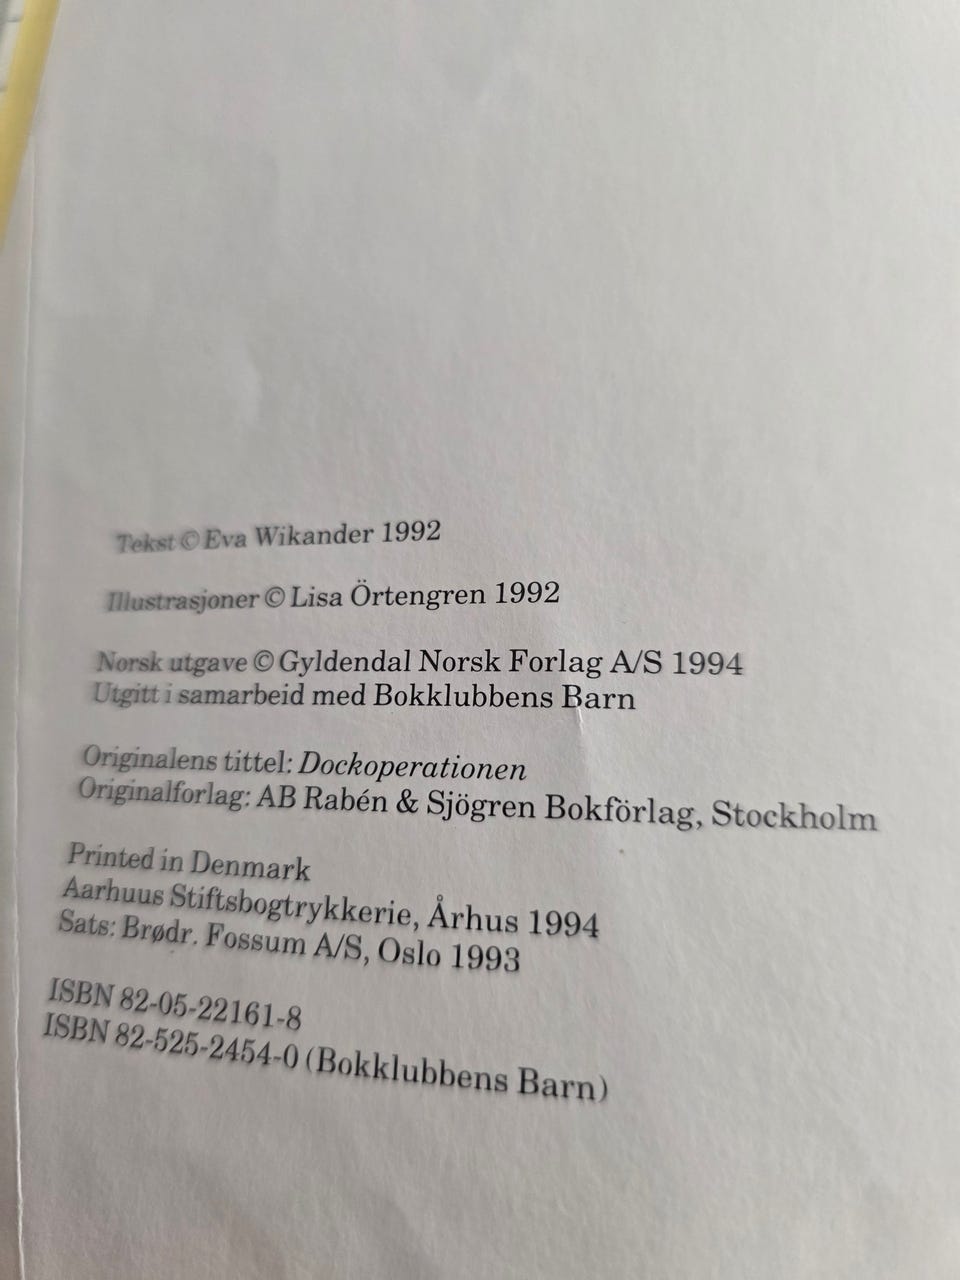 Tekst © Eva Wikander 1992
Illustrasjoner © Lisa Örtengren 1992
Norsk utgave © Gyldendal Norsk Forlag A/S 1994
Utgitt i samarbeid med Bokklubbens Barn
Originalens tittel: Dockoperationen
Originalforlag: AB Rabén & Sjögren Bokförlag, Stockholm
Printed in Denmark
Aarhuus Stiftsbogtrykkerie, Århus 1994
Sats: Brødr. Fossum A/S, Oslo 1993
ISBN 82-05-22161-8
ISBN 82-525-2454-0 (Bokklubbens Barn)